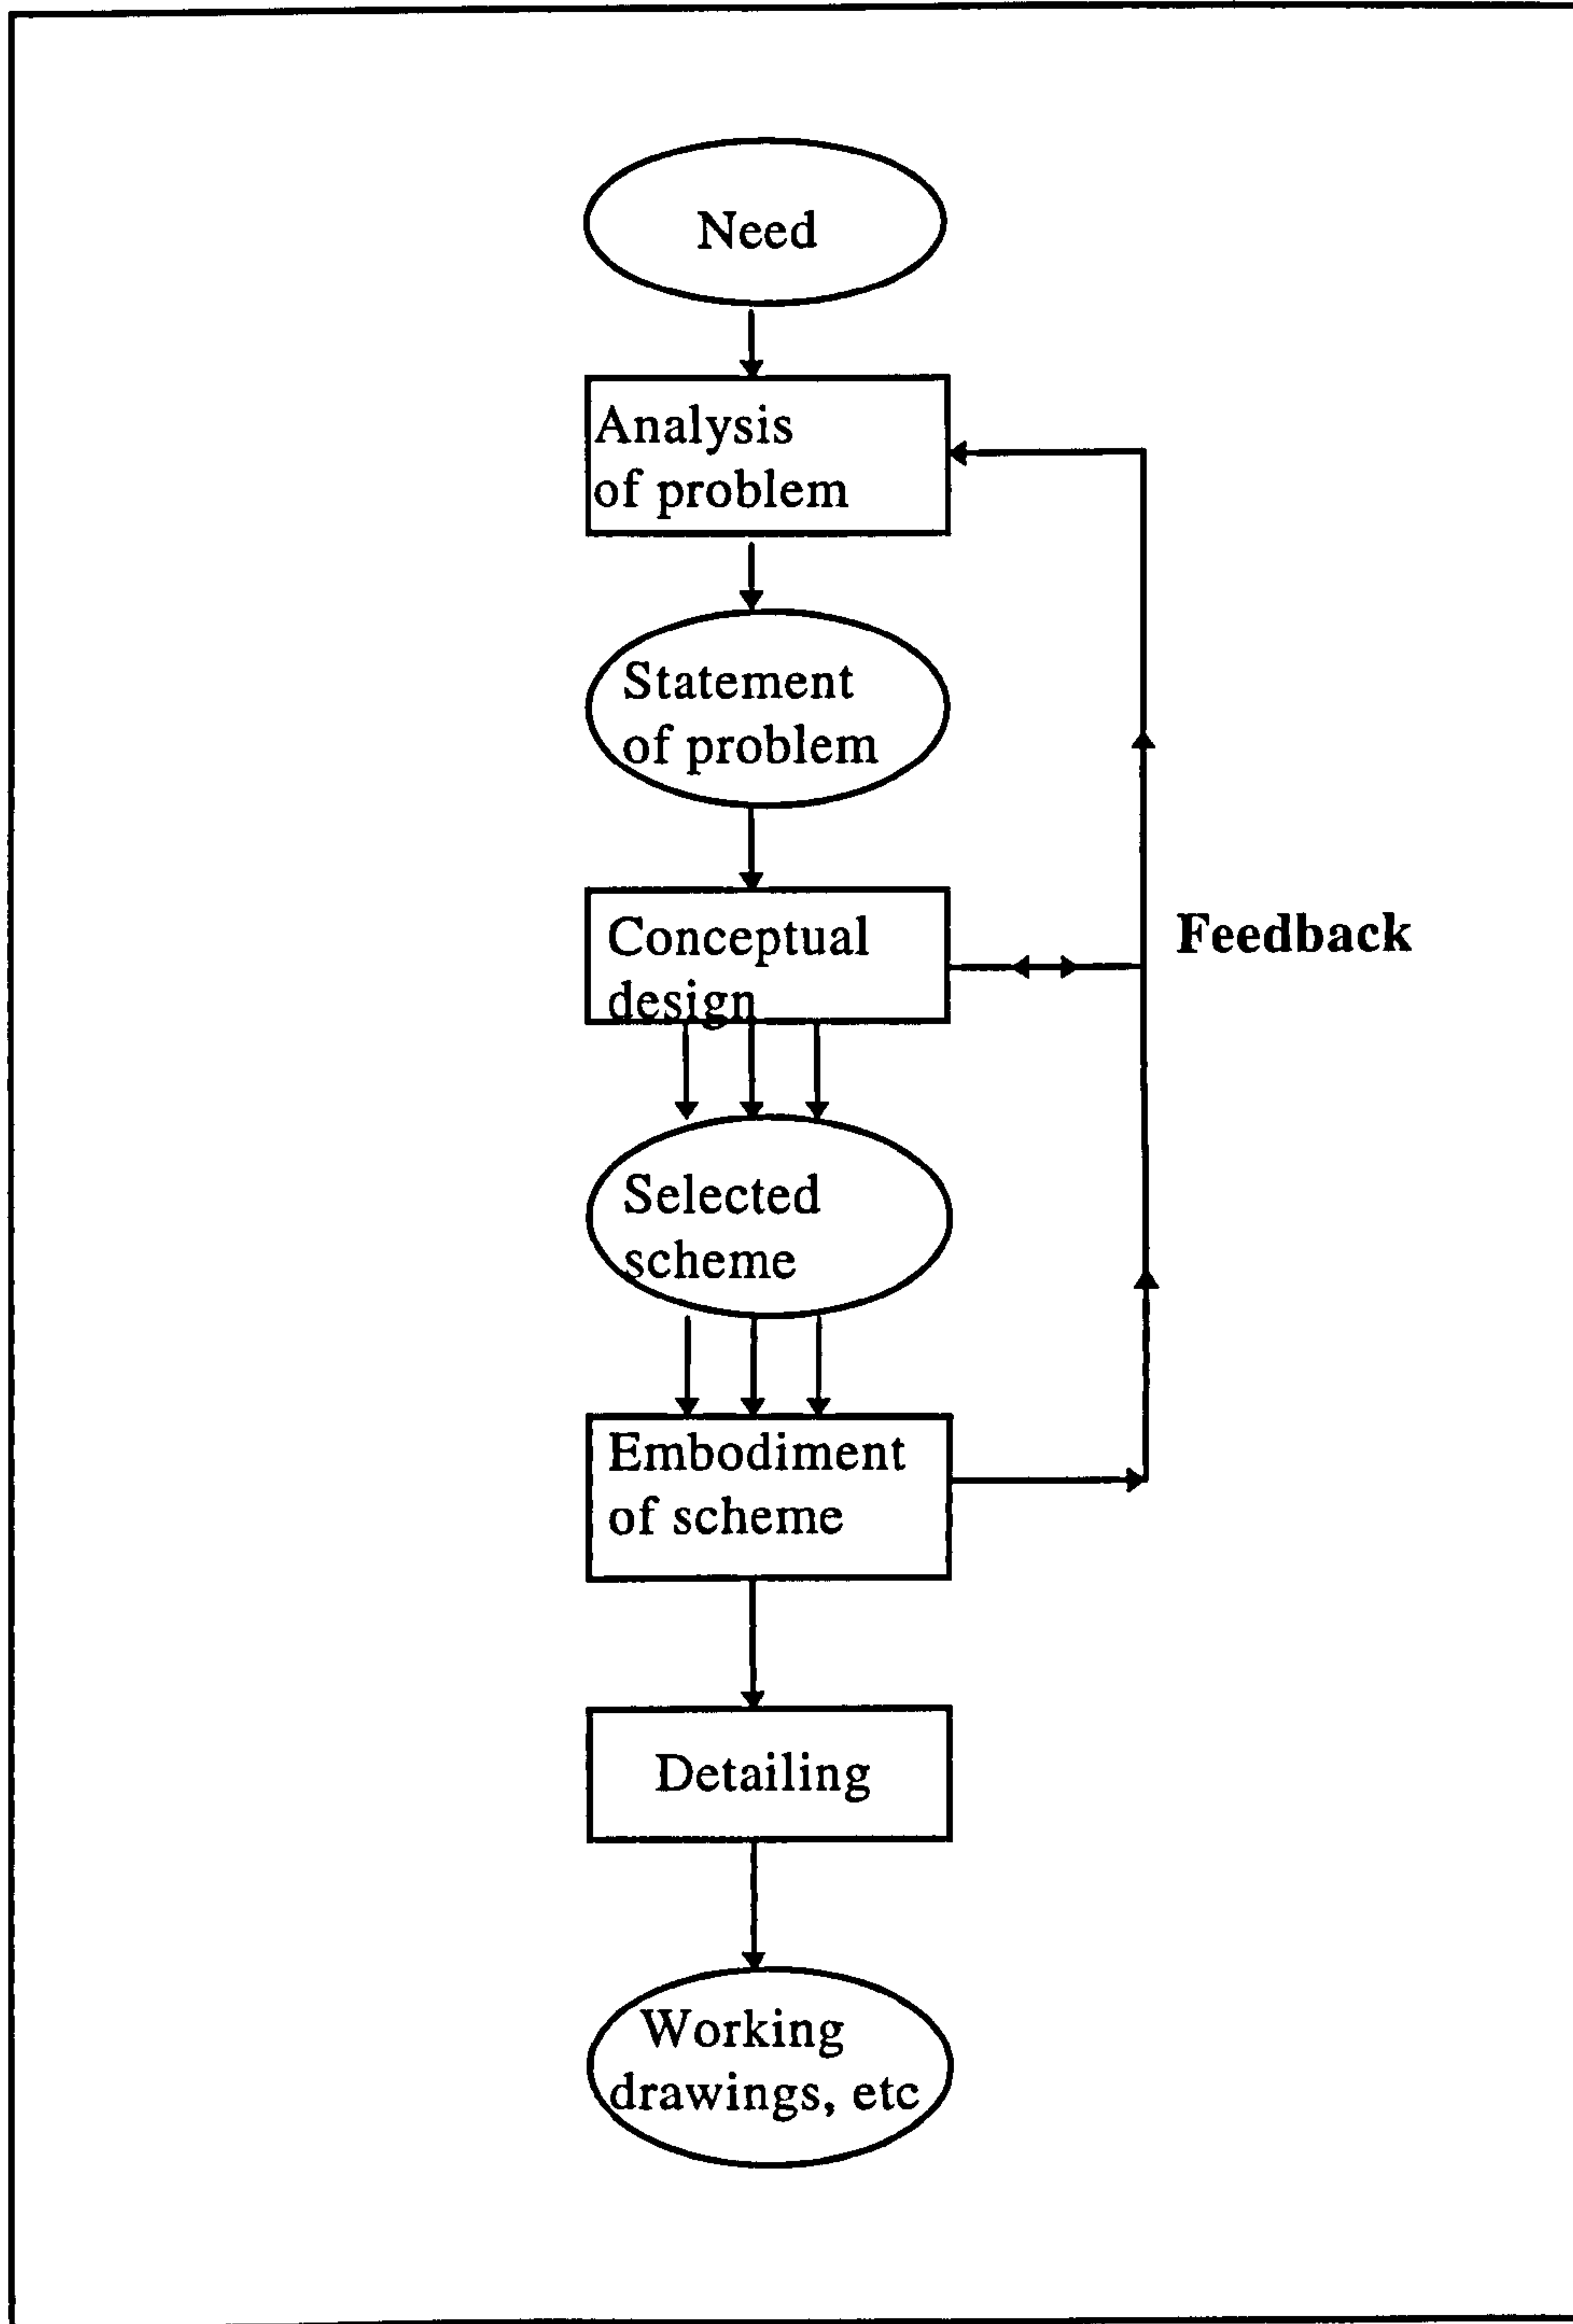 Need
Analysis
of problem
Statement
of problem
Conceptual
design
Feedback
Selected
scheme
Embodiment
of scheme
Detailing
Working
drawings, etc